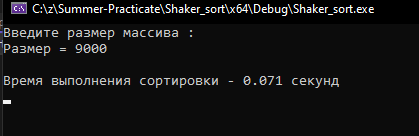 C:\z\Summer-Practicate\Shaker_sort\x64\Debug\Shaker_sort.exe
Введите размер массива :
Размер = 9000
Время выполнения сортировки - 0.071 секунд